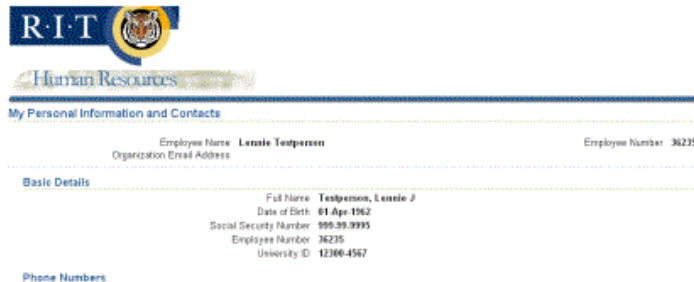 R·I·T
Human Resources
My Personal Information and Contacts
Employee Name Lennie Testperson Employee Number 36235
Organization Email Address
Basic Details
Full Name Testperson, Lennie J
Date of Birth 01-Apr-1962
Social Security Number 999-99-9995
Employee Number 36235
University ID 12300-4567
Phone Numbers